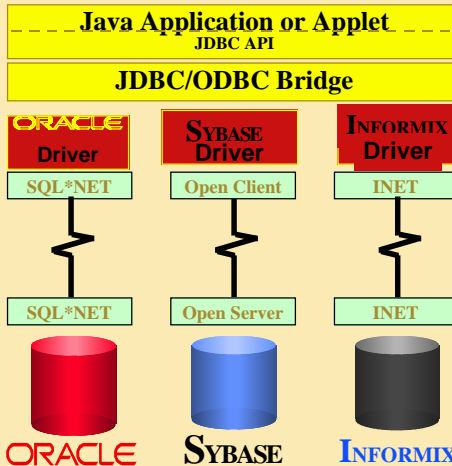 Java Application or Applet
JDBC API
JDBC/ODBC Bridge
ORACLE SYBASE INFORMIX
Driver Driver Driver
SQL*NET Open Client INET
SQL*NET Open Server INET
ORACLE SYBASE INFORMIX